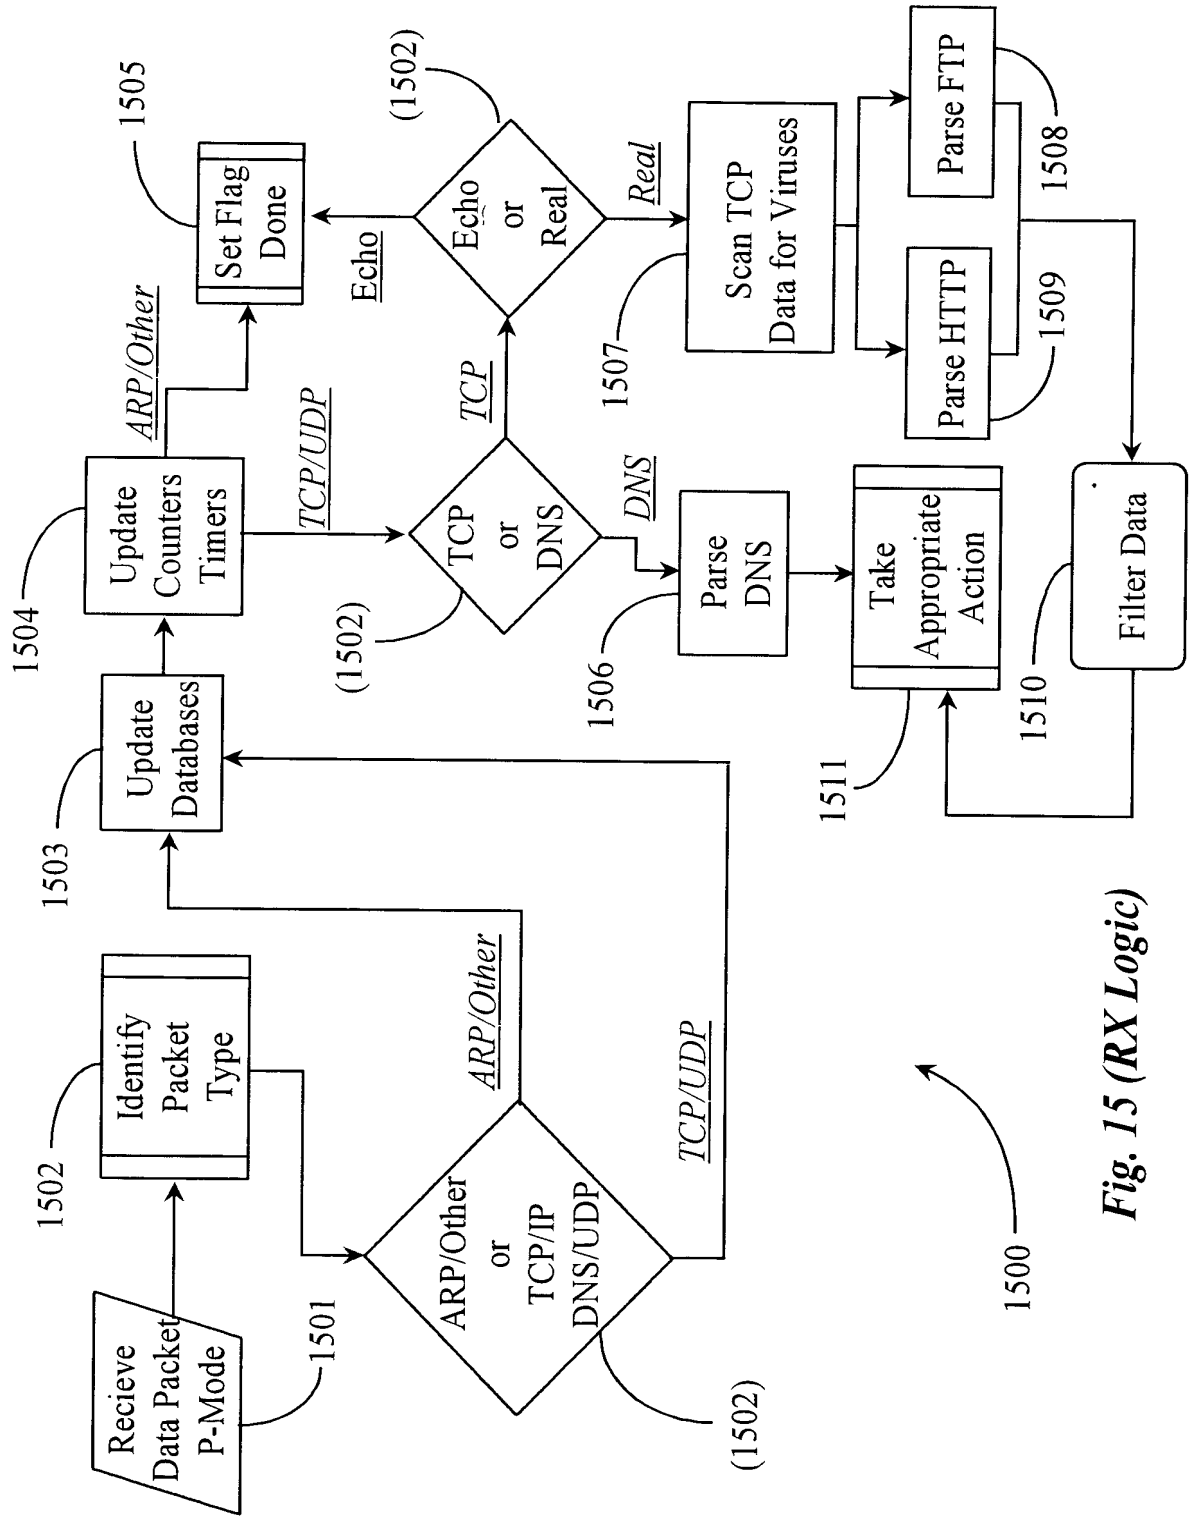 1501
Recieve
Data Packet
P-Mode
1502
Identify
Packet
Type
(1502)
ARP/Other
or
TCP/IP
DNS/UDP
ARP/Other
TCP/UDP
1503
Update
Databases
1504
Update
Counters
Timers
ARP/Other
TCP/UDP
1505
Set Flag
Done
(1502)
TCP
or
DNS
TCP
DNS
(1502)
Echo
or
Real
Echo
Real
1506
Parse
DNS
1507
Scan TCP
Data for Viruses
Parse HTTP
1509
Parse FTP
1508
1511
Take
Appropriate
Action
1510
Filter Data
1500
Fig. 15 (RX Logic)